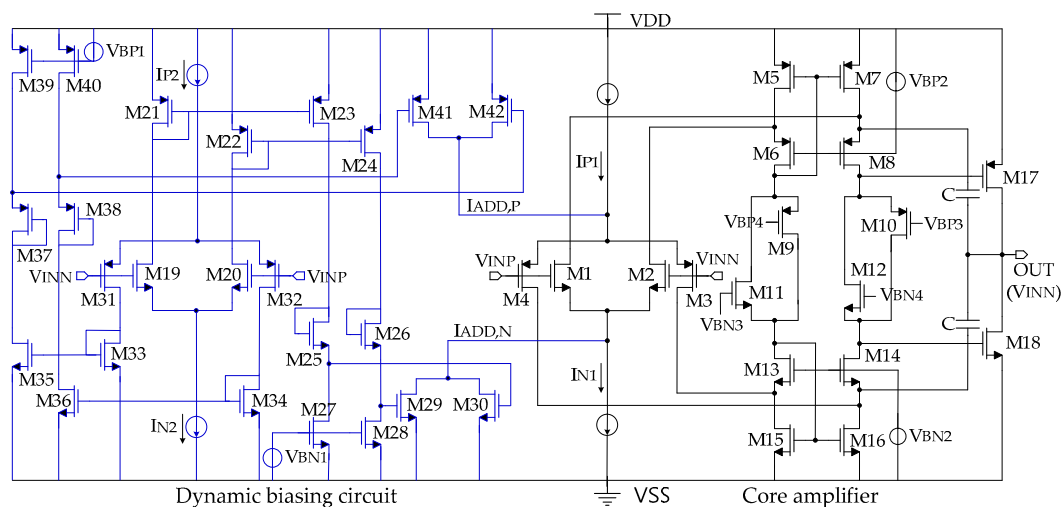 VDD
VBP1
M39
M40
IP2
M21
M23
M22
M24
M41
M42
M5
M7
VBP2
IP1
M6
M8
M17
C
M38
M37
IADD,P
VBP4
M9
M10
VBP3
VINN
M19
M20
VINP
M31
M32
VINP
M1
M2
VINN
M4
M3
M11
M12
VBN3
VBN4
OUT
(VINN)
C
M33
M35
M25
M26
IADD,N
M18
M13
M14
M36
M34
IN1
M29
M30
M27
M28
IN2
VBN1
M15
M16
VBN2
Dynamic biasing circuit
VSS
Core amplifier